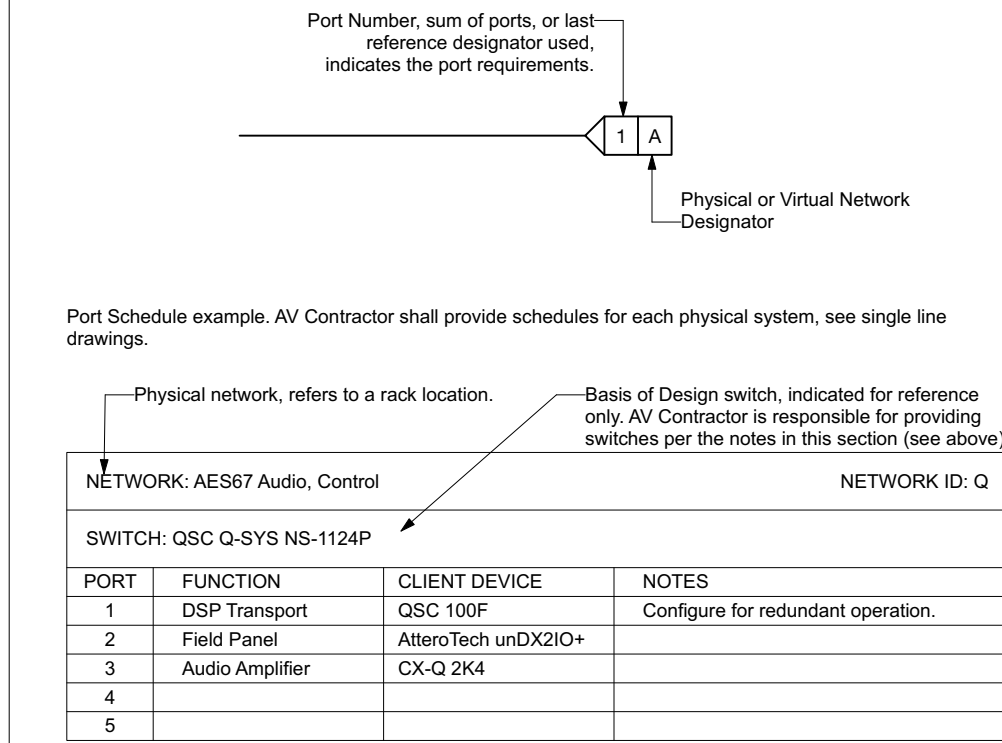 Port Number, sum of ports, or last
reference designator used,
indicates the port requirements.
1 A
Physical or Virtual Network
Designator
Port Schedule example. AV Contractor shall provide schedules for each physical system, see single line
drawings.
Physical network, refers to a rack location.
Basis of Design switch, indicated for reference
only. AV Contractor is responsible for providing
switches per the notes in this section (see above)
NETWORK: AES67 Audio, Control NETWORK ID: Q
SWITCH: QSC Q-SYS NS-1124P
PORT FUNCTION CLIENT DEVICE NOTES
1 DSP Transport QSC 100F Configure for redundant operation.
2 Field Panel AtteroTech unDX2IO+
3 Audio Amplifier CX-Q 2K4
4
5